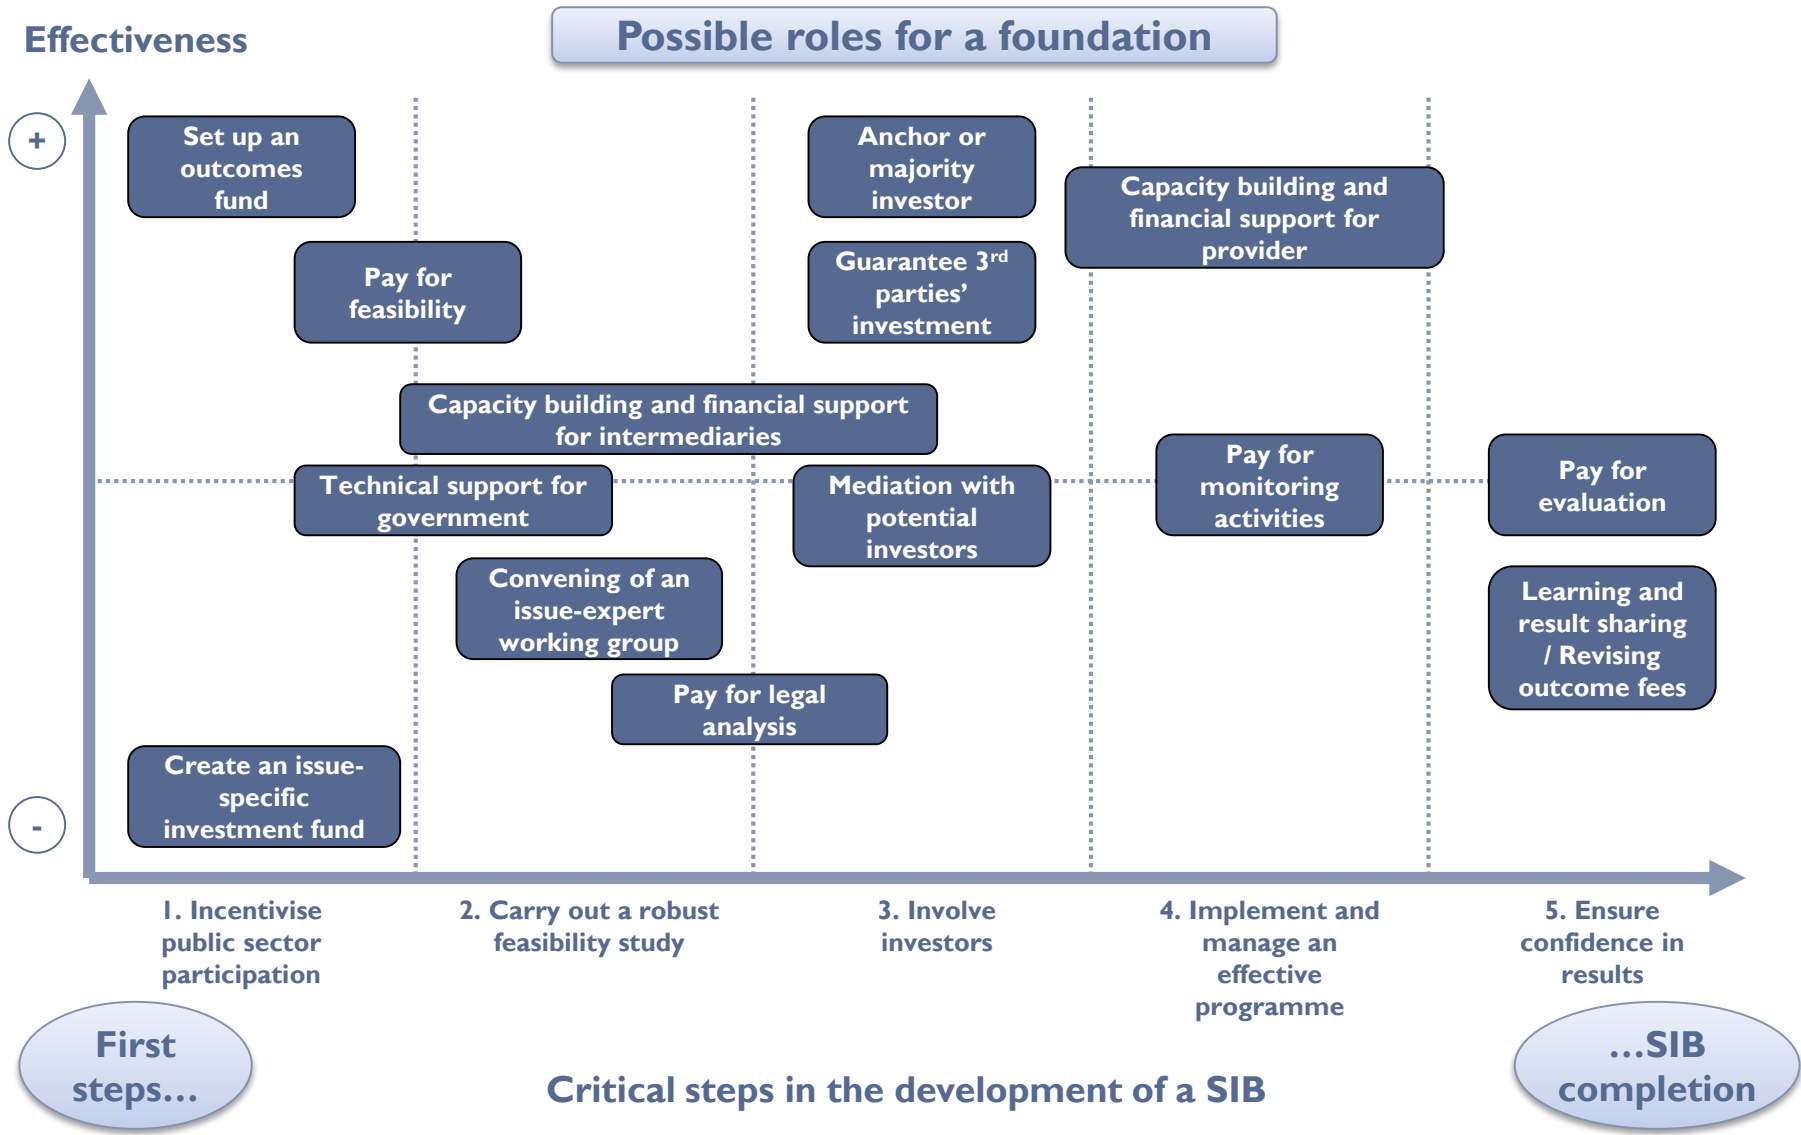 Effectiveness
Possible roles for a foundation
+
Set up an
outcomes
fund
Anchor or
majority
investor
Capacity building and
financial support for
provider
Pay for
feasibility
Guarantee 3rd
parties’
investment
Capacity building and financial support
for intermediaries
Technical support for
government
Mediation with
potential
investors
Pay for
monitoring
activities
Pay for
evaluation
Convening of an
issue-expert
working group
Learning and
result sharing
/ Revising
outcome fees
Pay for legal
analysis
Create an issue-
specific
investment fund
-
1. Incentivise
public sector
participation
2. Carry out a robust
feasibility study
3. Involve
investors
4. Implement and
manage an
effective
programme
5. Ensure
confidence in
results
First
steps…
Critical steps in the development of a SIB
…SIB
completion